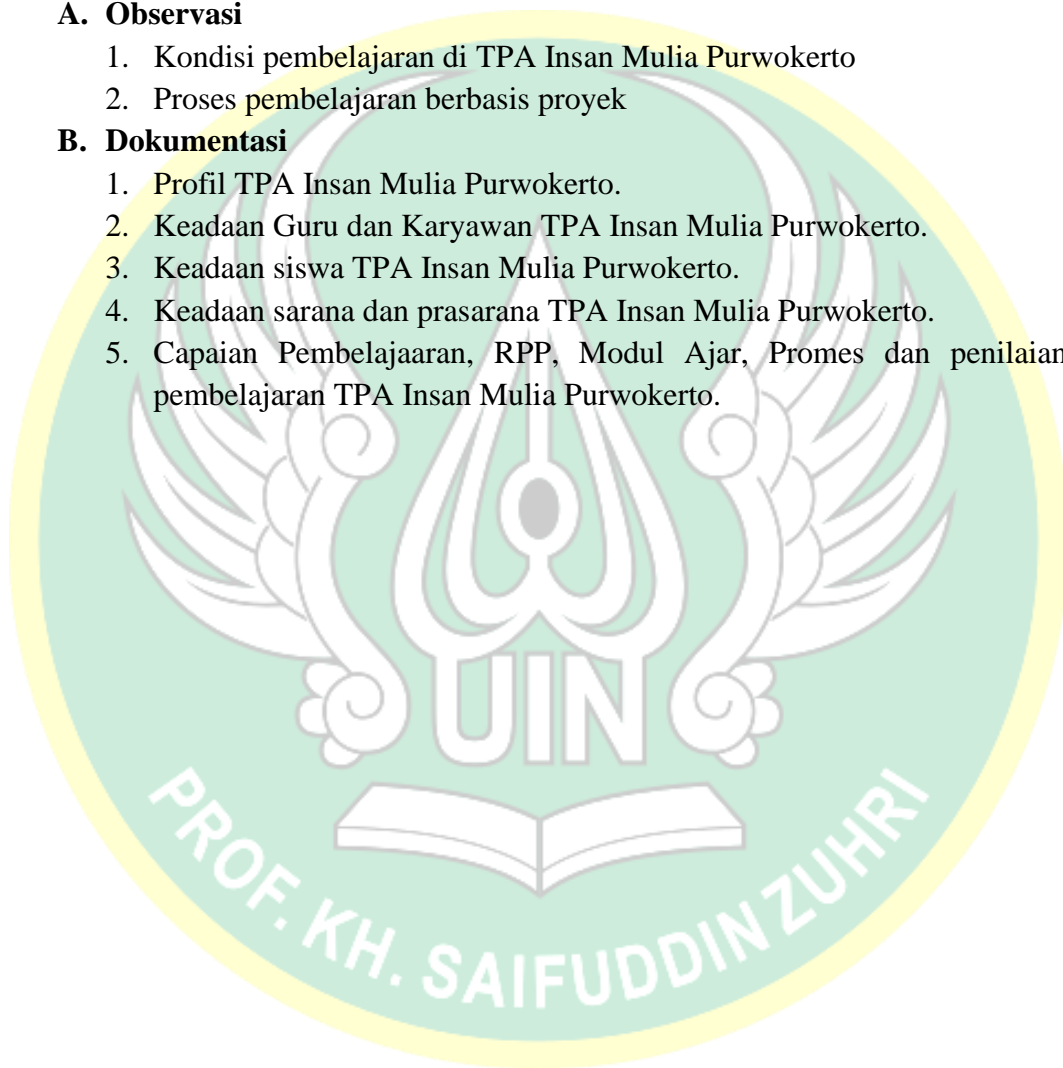 A. Observasi
1. Kondisi pembelajaran di TPA Insan Mulia Purwokerto
2. Proses pembelajaran berbasis proyek
B. Dokumentasi
1. Profil TPA Insan Mulia Purwokerto.
2. Keadaan Guru dan Karyawan TPA Insan Mulia Purwokerto.
3. Keadaan siswa TPA Insan Mulia Purwokerto.
4. Keadaan sarana dan prasarana TPA Insan Mulia Purwokerto.
5. Capaian Pembelajaaran, RPP, Modul Ajar, Promes dan penilaian
pembelajaran TPA Insan Mulia Purwokerto.
UIN
PROF. KH. SAIFUDDIN ZUHRI